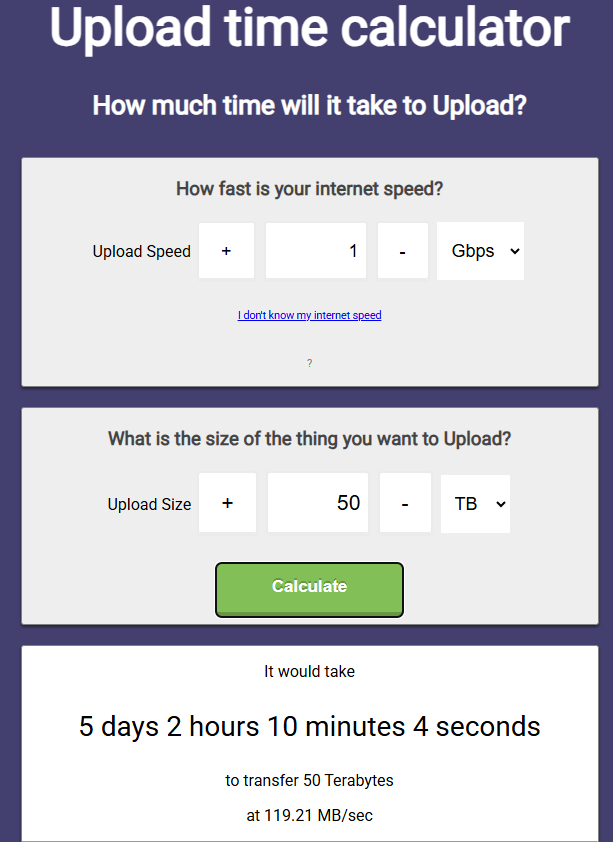 Upload time calculator
How much time will it take to Upload?
How fast is your internet speed?
Upload Speed + 1 - Gbps
I don't know my internet speed
?
What is the size of the thing you want to Upload?
Upload Size + 50 - TB
Calculate
It would take
5 days 2 hours 10 minutes 4 seconds
to transfer 50 Terabytes
at 119.21 MB/sec